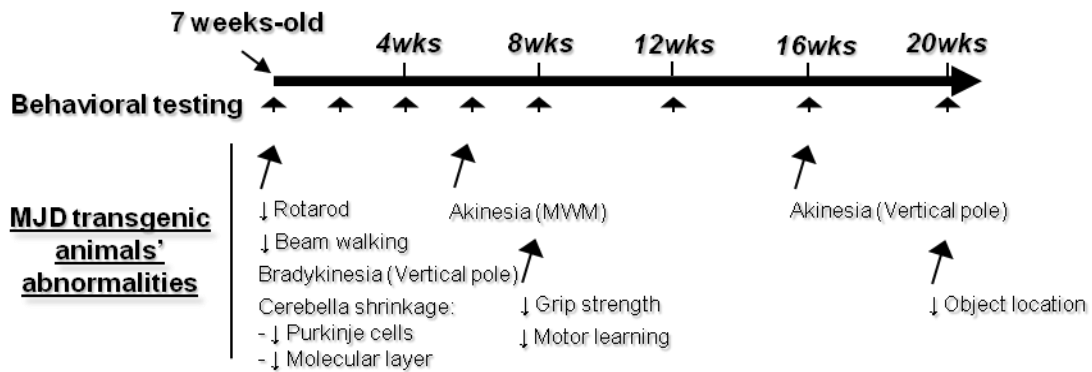 7 weeks-old
4wks 8wks 12wks 16wks 20wks
Behavioral testing
MJD transgenic
animals'
abnormalities
↓ Rotarod
↓ Beam walking
Bradykinesia (Vertical pole)
Cerebella shrinkage:
- ↓ Purkinje cells
- ↓ Molecular layer
Akinesia (MWM)
↓ Grip strength
↓ Motor learning
Akinesia (Vertical pole)
↓ Object location